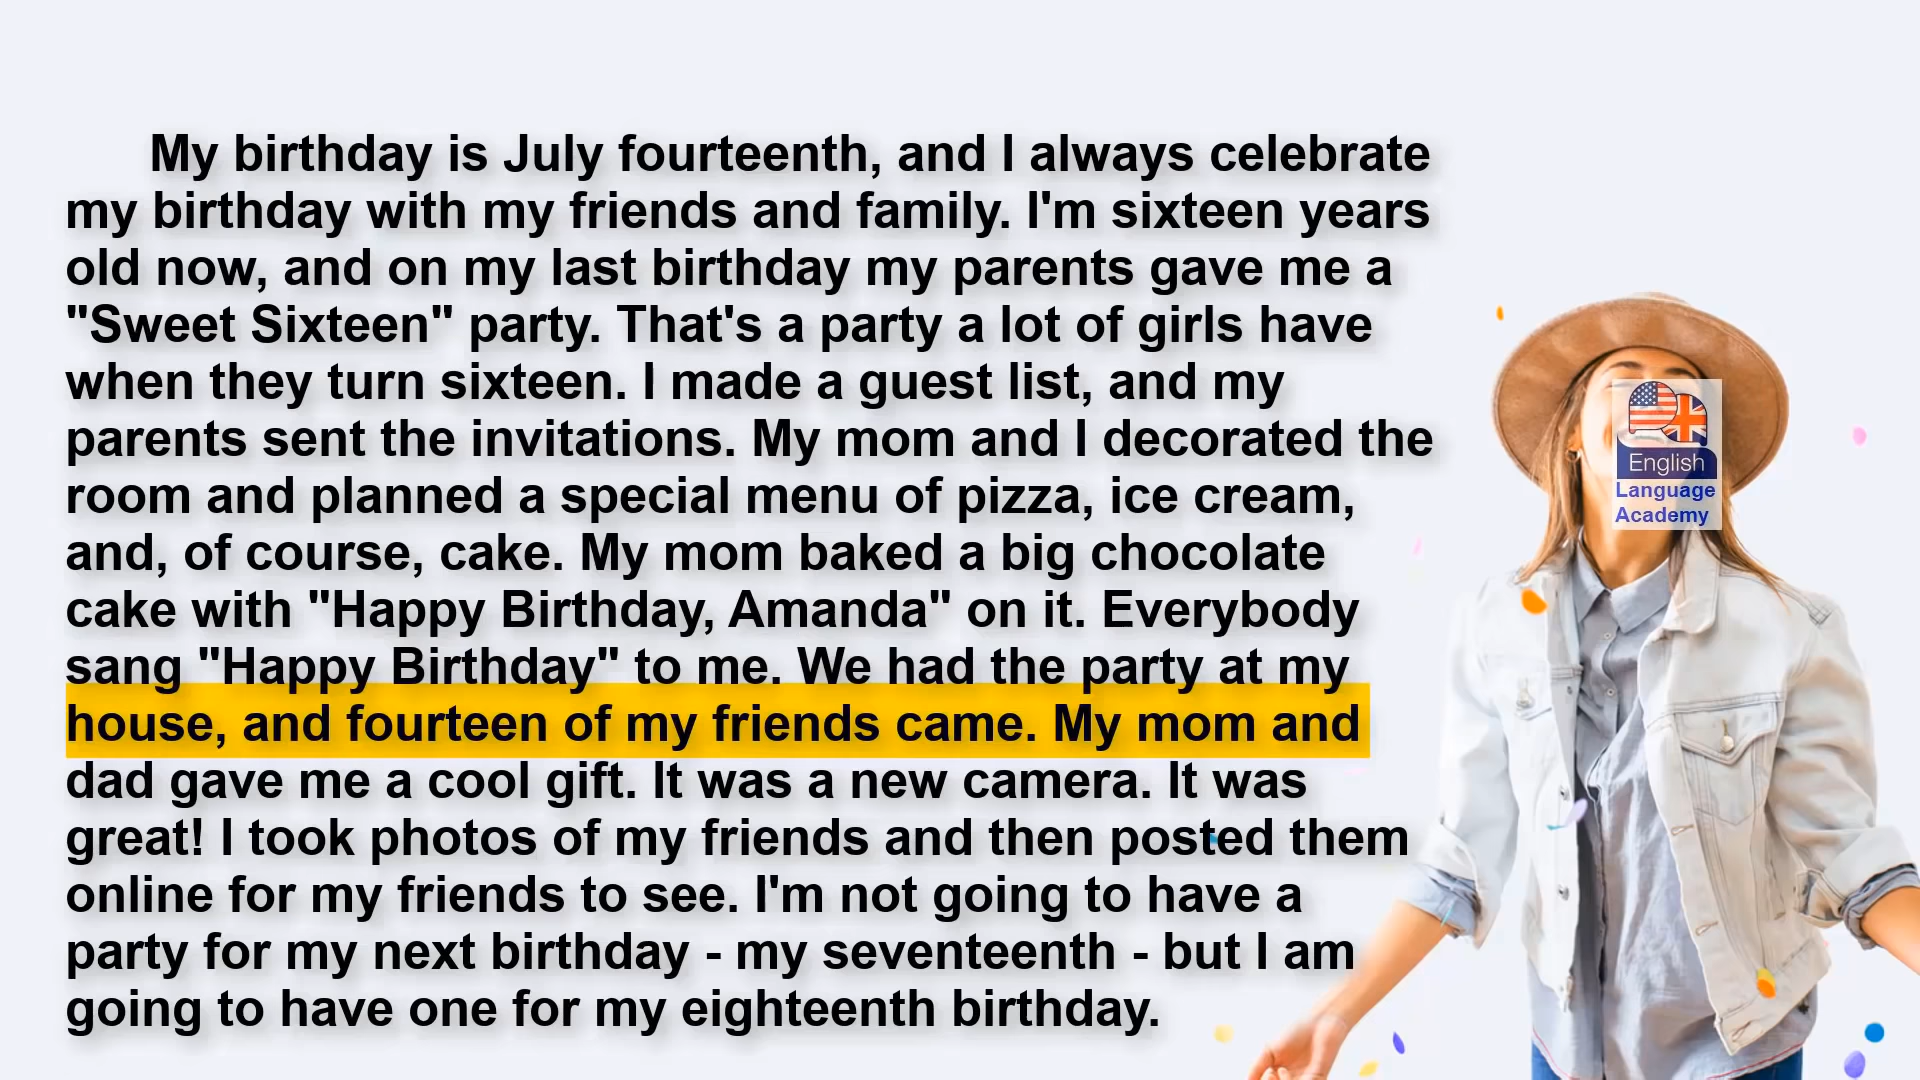 My birthday is July fourteenth, and I always celebrate
my birthday with my friends and family. I'm sixteen years
old now, and on my last birthday my parents gave me a
"Sweet Sixteen" party. That's a party a lot of girls have
when they turn sixteen. I made a guest list, and my
parents sent the invitations. My mom and I decorated the
room and planned a special menu of pizza, ice cream,
and, of course, cake. My mom baked a big chocolate
cake with "Happy Birthday, Amanda" on it. Everybody
sang "Happy Birthday" to me. We had the party at my
house, and fourteen of my friends came. My mom and
dad gave me a cool gift. It was a new camera. It was
great! I took photos of my friends and then posted them
online for my friends to see. I'm not going to have a
party for my next birthday - my seventeenth - but I am
going to have one for my eighteenth birthday.
English
Language
Academy